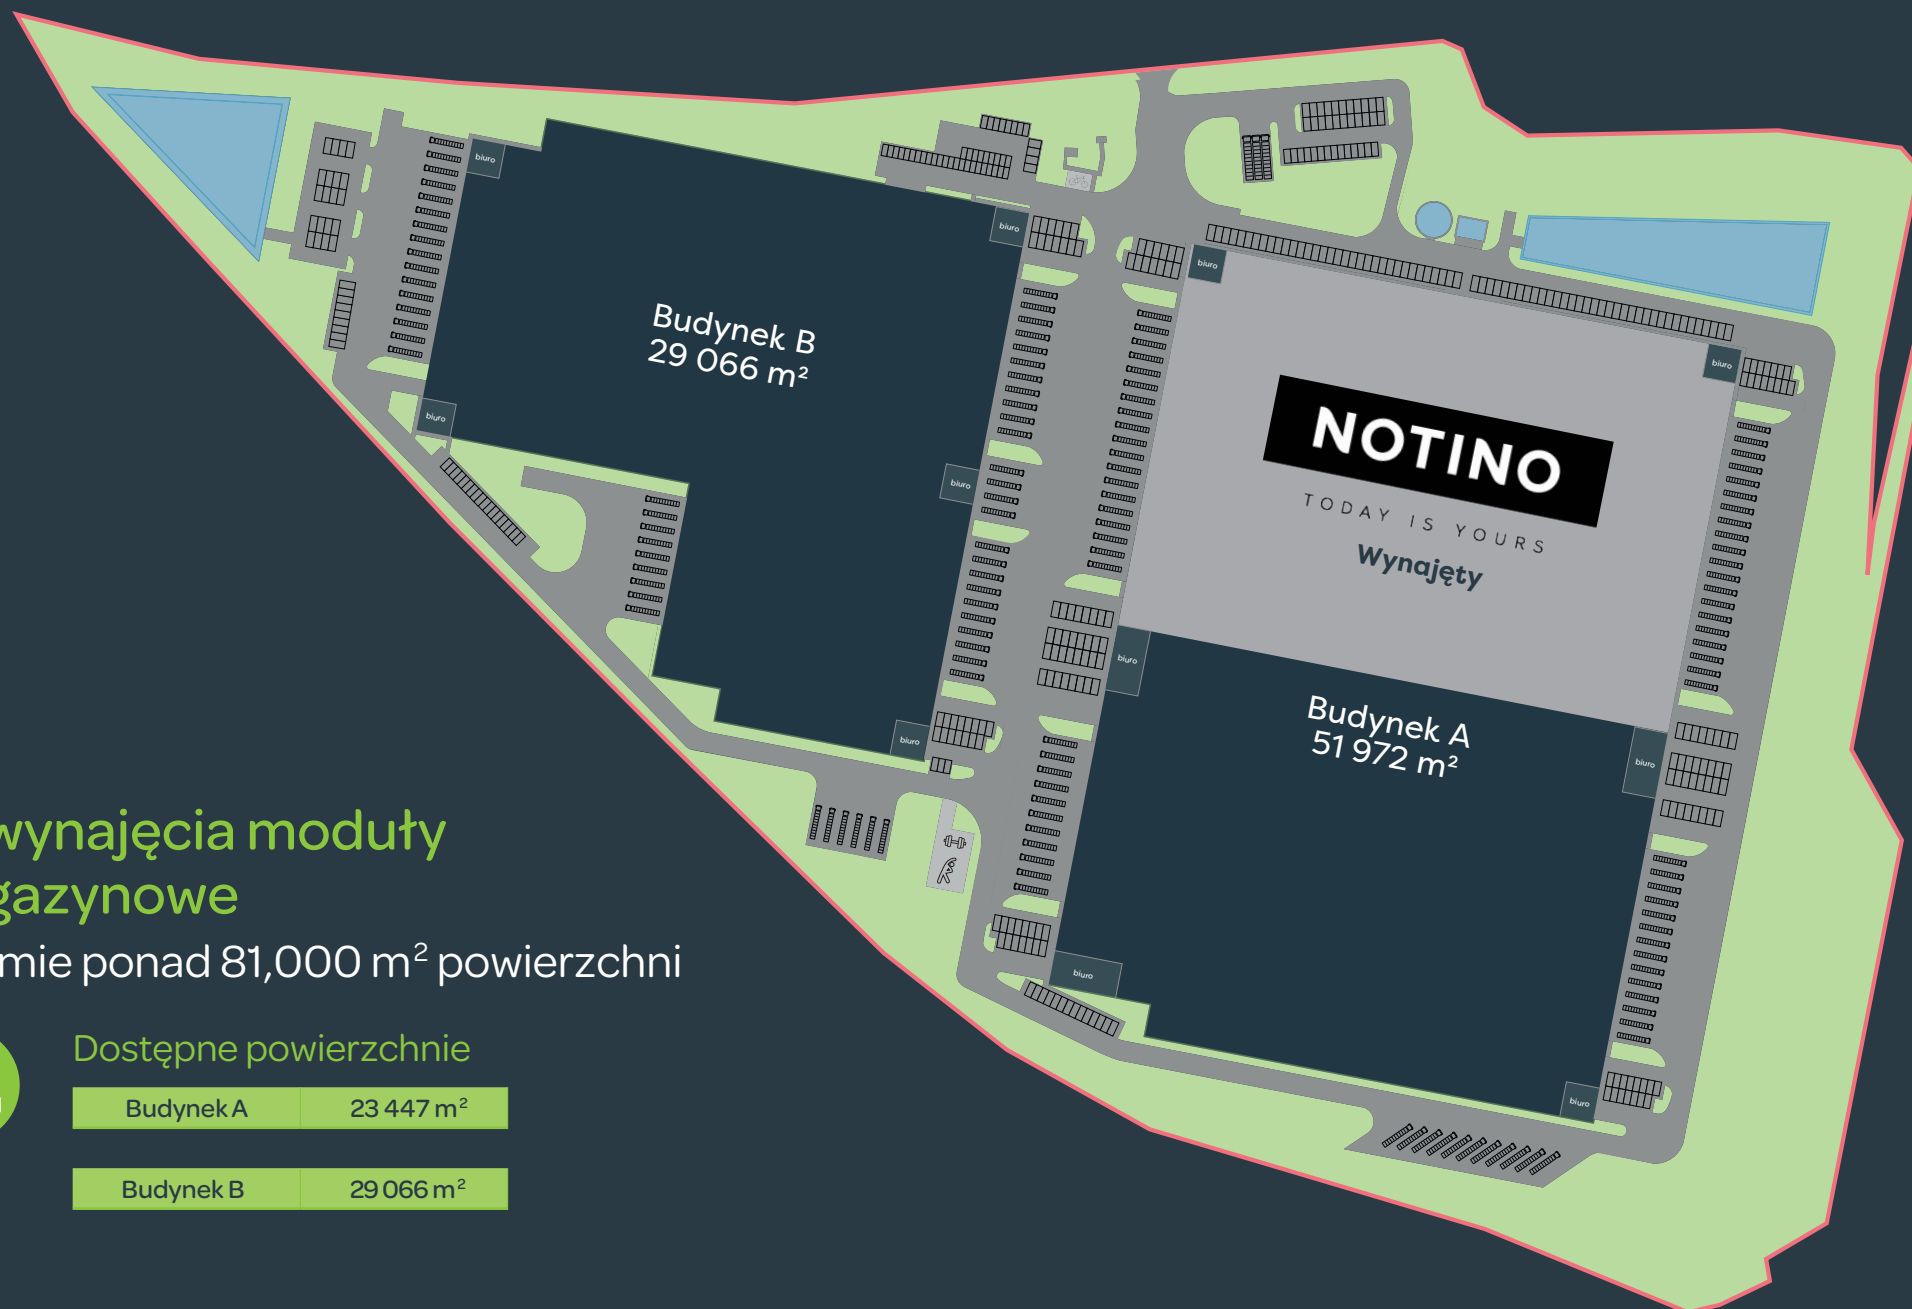 biuro
biuro
biuro
Budynek B
29 066 m²
biuro
biuro
NOTINO
TODAY IS YOURS
Wynajęty
biuro
biuro
biuro
Budynek A
51 972 m²
biuro
biuro
biuro
biuro
wynajęcia moduły
gazynowe
mie ponad 81,000 m² powierzchni
Dostępne powierzchnie
Budynek A 23 447 m²
Budynek B 29 066 m²